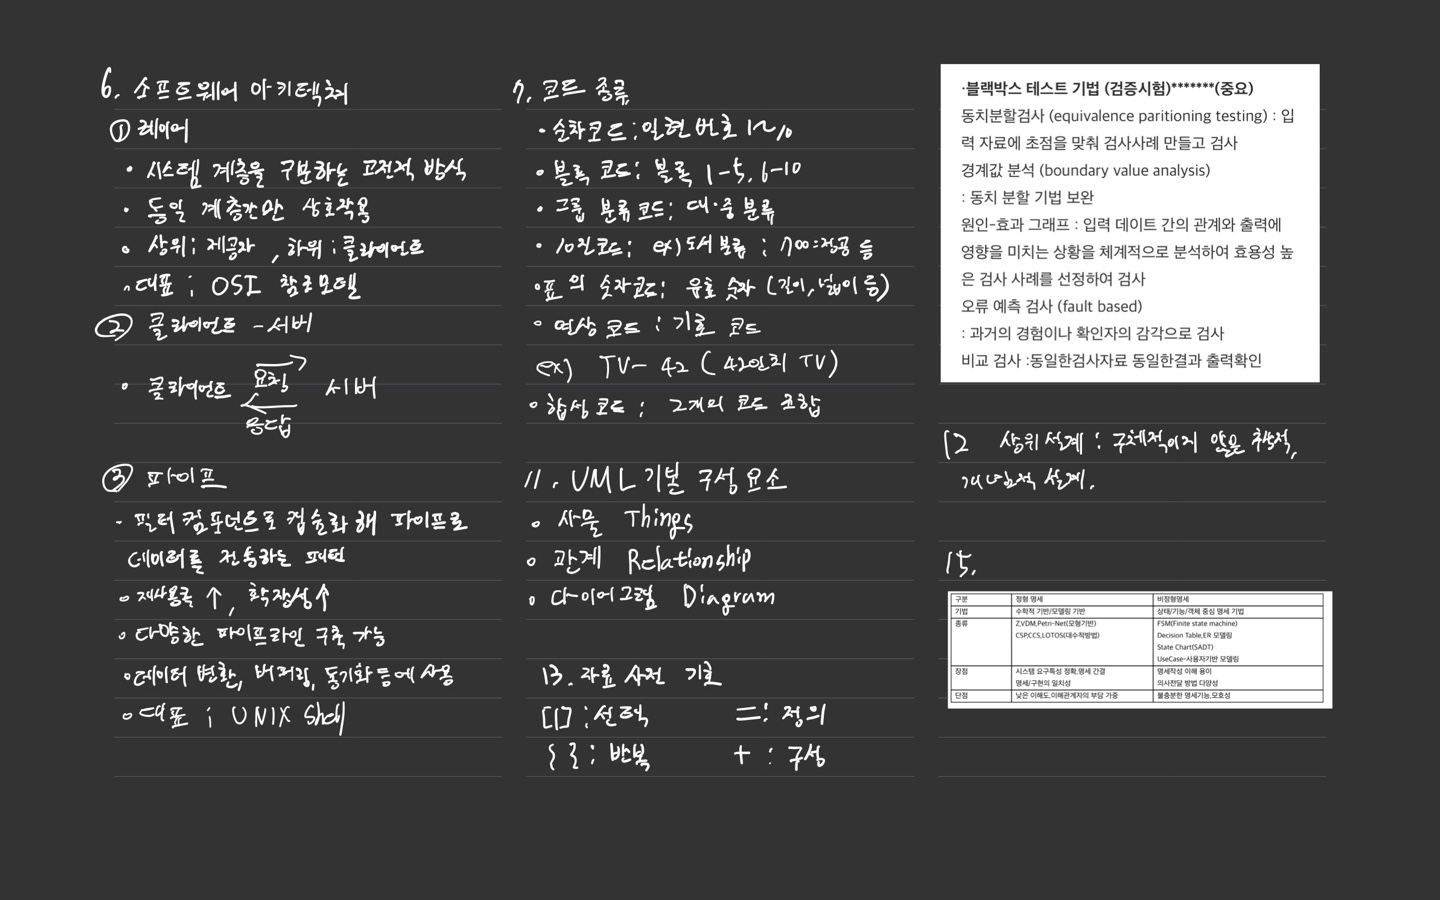 6. 소프트웨어 아키텍처
① 레이어
• 시스템 계층을 구분하는 고전적 방식
• 동일 계층간만 상호작용
• 상위 : 제공자, 하위 : 클라이언트
• 대표 : OSI 참조모델
② 클라이언트 - 서버
• 클라이언트 요청 서버
응답
③ 파이프
- 필터 컴포넌트로 캡슐화 해 파이프로
데이터를 전송하는 패턴
• 재사용성 ↑, 확장성 ↑
• 다양한 파이프라인 구축 가능
• 데이터 변환, 버퍼링, 동기화 등에 사용
• 대표 : UNIX Shell
7. 코드 종류
• 순차코드 : 일련 번호 1~10
• 블록 코드 : 블록 1-5, 6-10
• 그룹 분류 코드 : 대·중 분류
• 10진코드 : ex) 도서 분류 : 700=전공 등
• 표의 숫자코드 : 유효 숫자 (길이, 넓이 등)
• 연상 코드 : 기호 코드
ex) TV- 42 (42인치 TV)
• 합성 코드 : 2개의 코드 조합
11. UML 기본 구성 요소
• 사물 Things
• 관계 Relationship
• 다이어그램 Diagram
13. 자료 사전 기호
[|] : 선택 = : 정의
{ } : 반복 + : 구성
·블랙박스 테스트 기법 (검증시험)*******(중요)
동치분할검사 (equivalence paritioning testing) : 입
력 자료에 초점을 맞춰 검사사례 만들고 검사
경계값 분석 (boundary value analysis)
: 동치 분할 기법 보완
원인-효과 그래프 : 입력 데이트 간의 관계와 출력에
영향을 미치는 상황을 체계적으로 분석하여 효용성 높
은 검사 사례를 선정하여 검사
오류 예측 검사 (fault based)
: 과거의 경험이나 확인자의 감각으로 검사
비교 검사 :동일한검사자료 동일한결과 출력확인
12 상위 설계 : 구체적이지 않은 추상적,
개념적 설계.
15.
구분 정형 명세 비정형명세
기법 수학적 기반/모델링 기반 상태/기능/객체 중심 명세 기법
종류 Z,VDM,Petri-Net(모형기반) FSM(Finite state machine)
CSP,CCS,LOTOS(대수적방법) Decision Table,ER 모델링
State Chart(SADT)
UseCase-사용자기반 모델링
장점 시스템 요구특성 정확,명세 간결 명세작성 이해 용이
명세/구현의 일치성 의사전달 방법 다양성
단점 낮은 이해도,이해관계자의 부담 가중 불충분한 명세기능,모호성